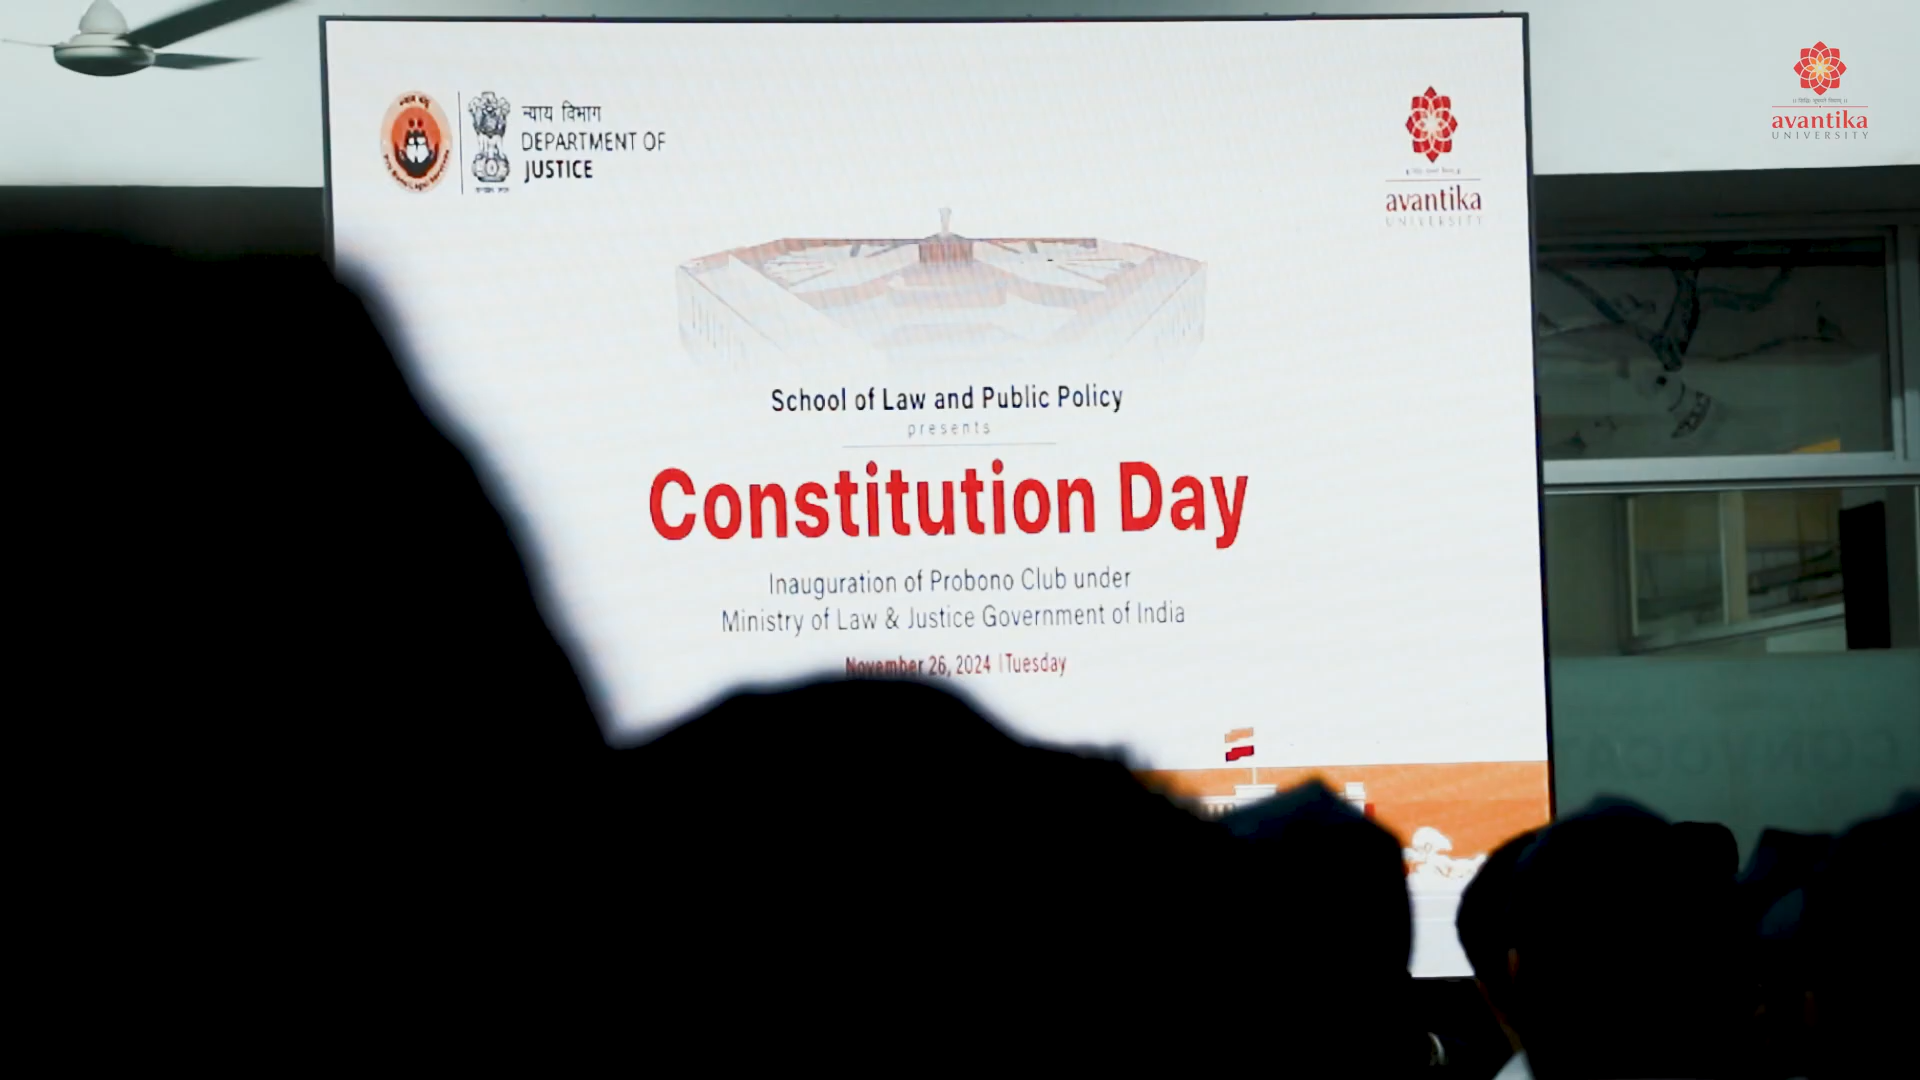 न्याय विभाग
DEPARTMENT OF
JUSTICE
avantika
UNIVERSITY
avantika
UNIVERSITY
School of Law and Public Policy
presents
Constitution Day
Inauguration of Probono Club under
Ministry of Law & Justice Government of India
November 26, 2024 | Tuesday